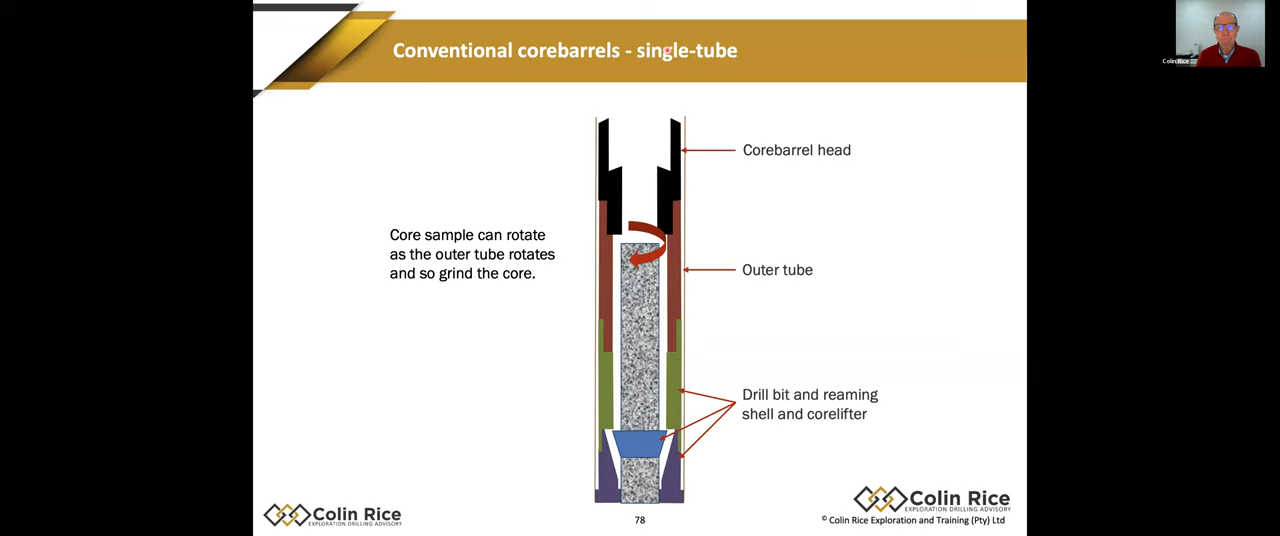 Conventional corebarrels - single-tube
Colin Rice
Corebarrel head
Core sample can rotate
as the outer tube rotates
and so grind the core.
Outer tube
Drill bit and reaming
shell and corelifter
Colin Rice
EXPLORATION DRILLING ADVISORY
78
Colin Rice
EXPLORATION DRILLING ADVISORY
© Colin Rice Exploration and Training (Pty) Ltd